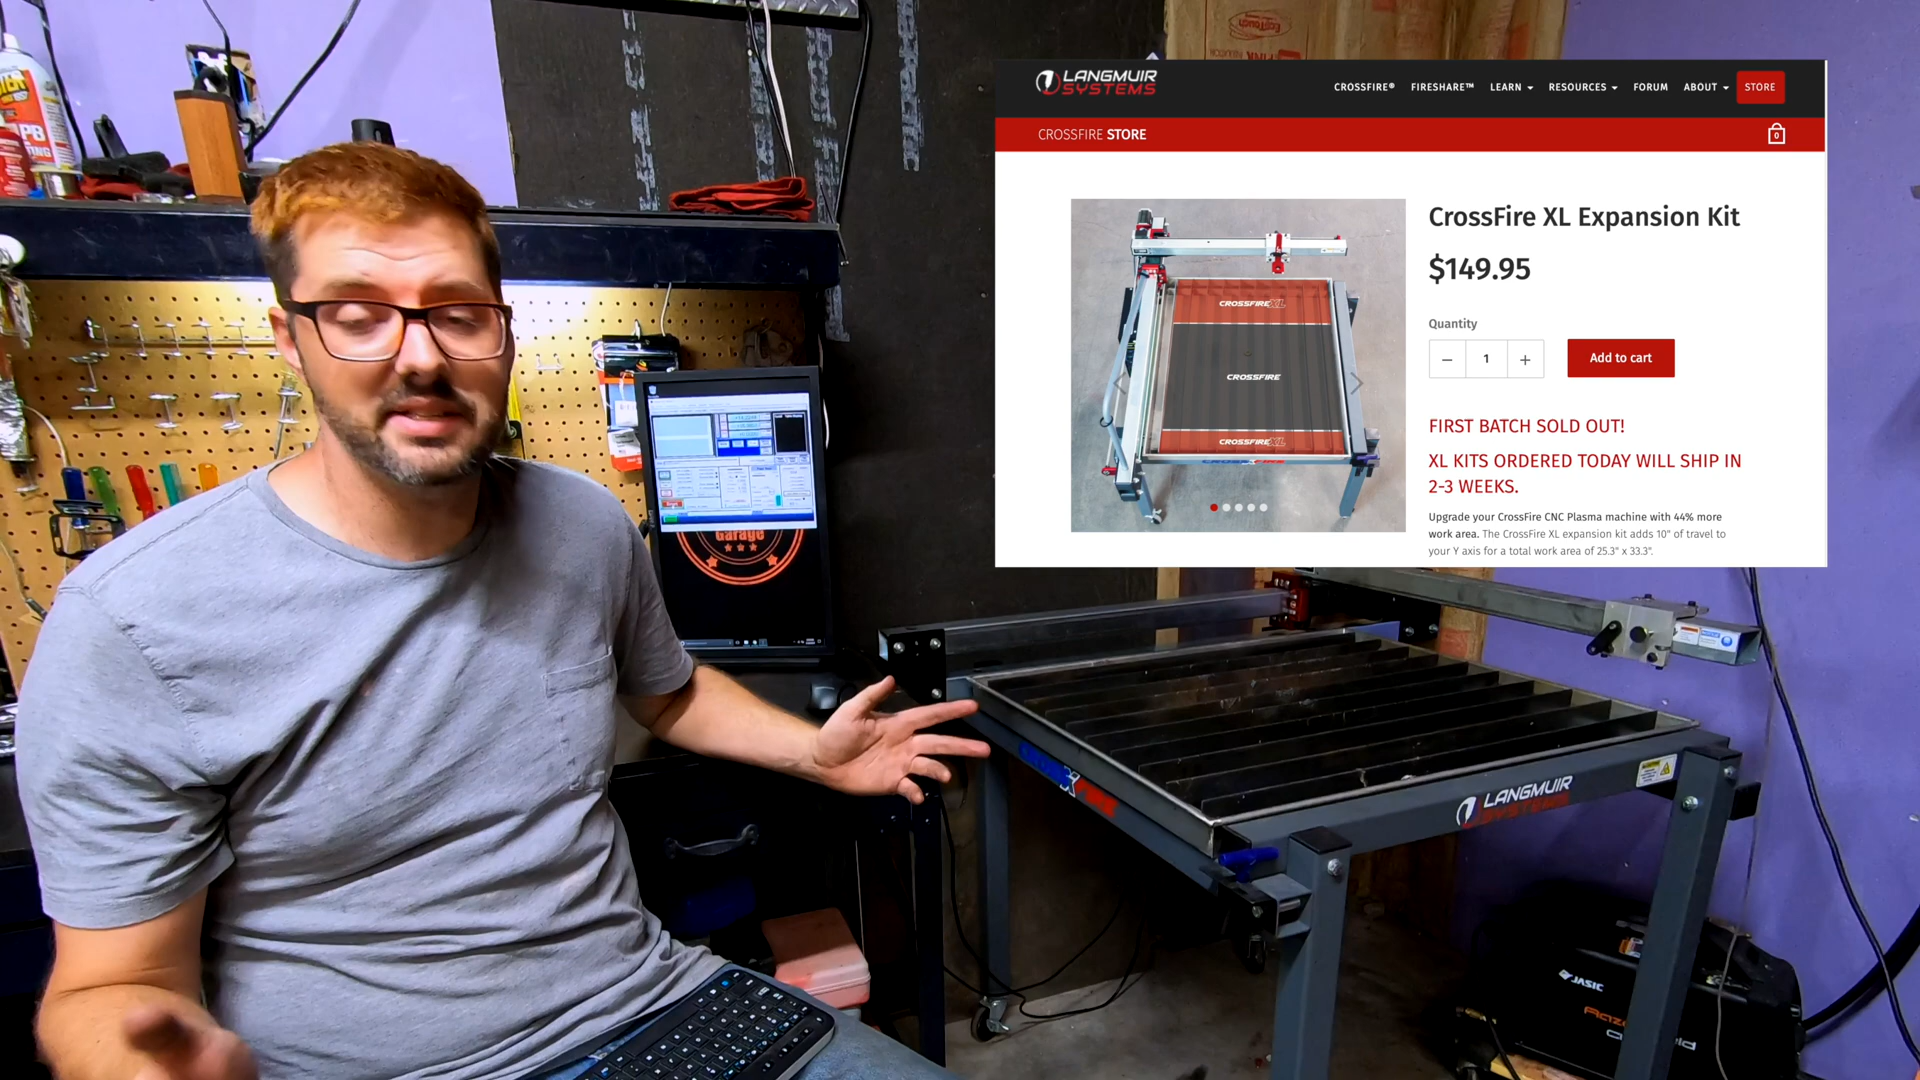 LANGMUIR
SYSTEMS
CROSSFIRE® FIRESHARE™ LEARN RESOURCES FORUM ABOUT STORE
CROSSFIRE STORE
0
CrossFire XL Expansion Kit
$149.95
Quantity
− 1 +
Add to cart
FIRST BATCH SOLD OUT!
XL KITS ORDERED TODAY WILL SHIP IN
2-3 WEEKS.
Upgrade your CrossFire CNC Plasma machine with 44% more
work area. The CrossFire XL expansion kit adds 10" of travel to
your Y axis for a total work area of 25.3" x 33.3".
CROSSFIRE XL
CROSSFIRE
CROSSFIRE XL
CROSSFIRE
Garage
CROSSFIRE
LANGMUIR
SYSTEMS
JASIC